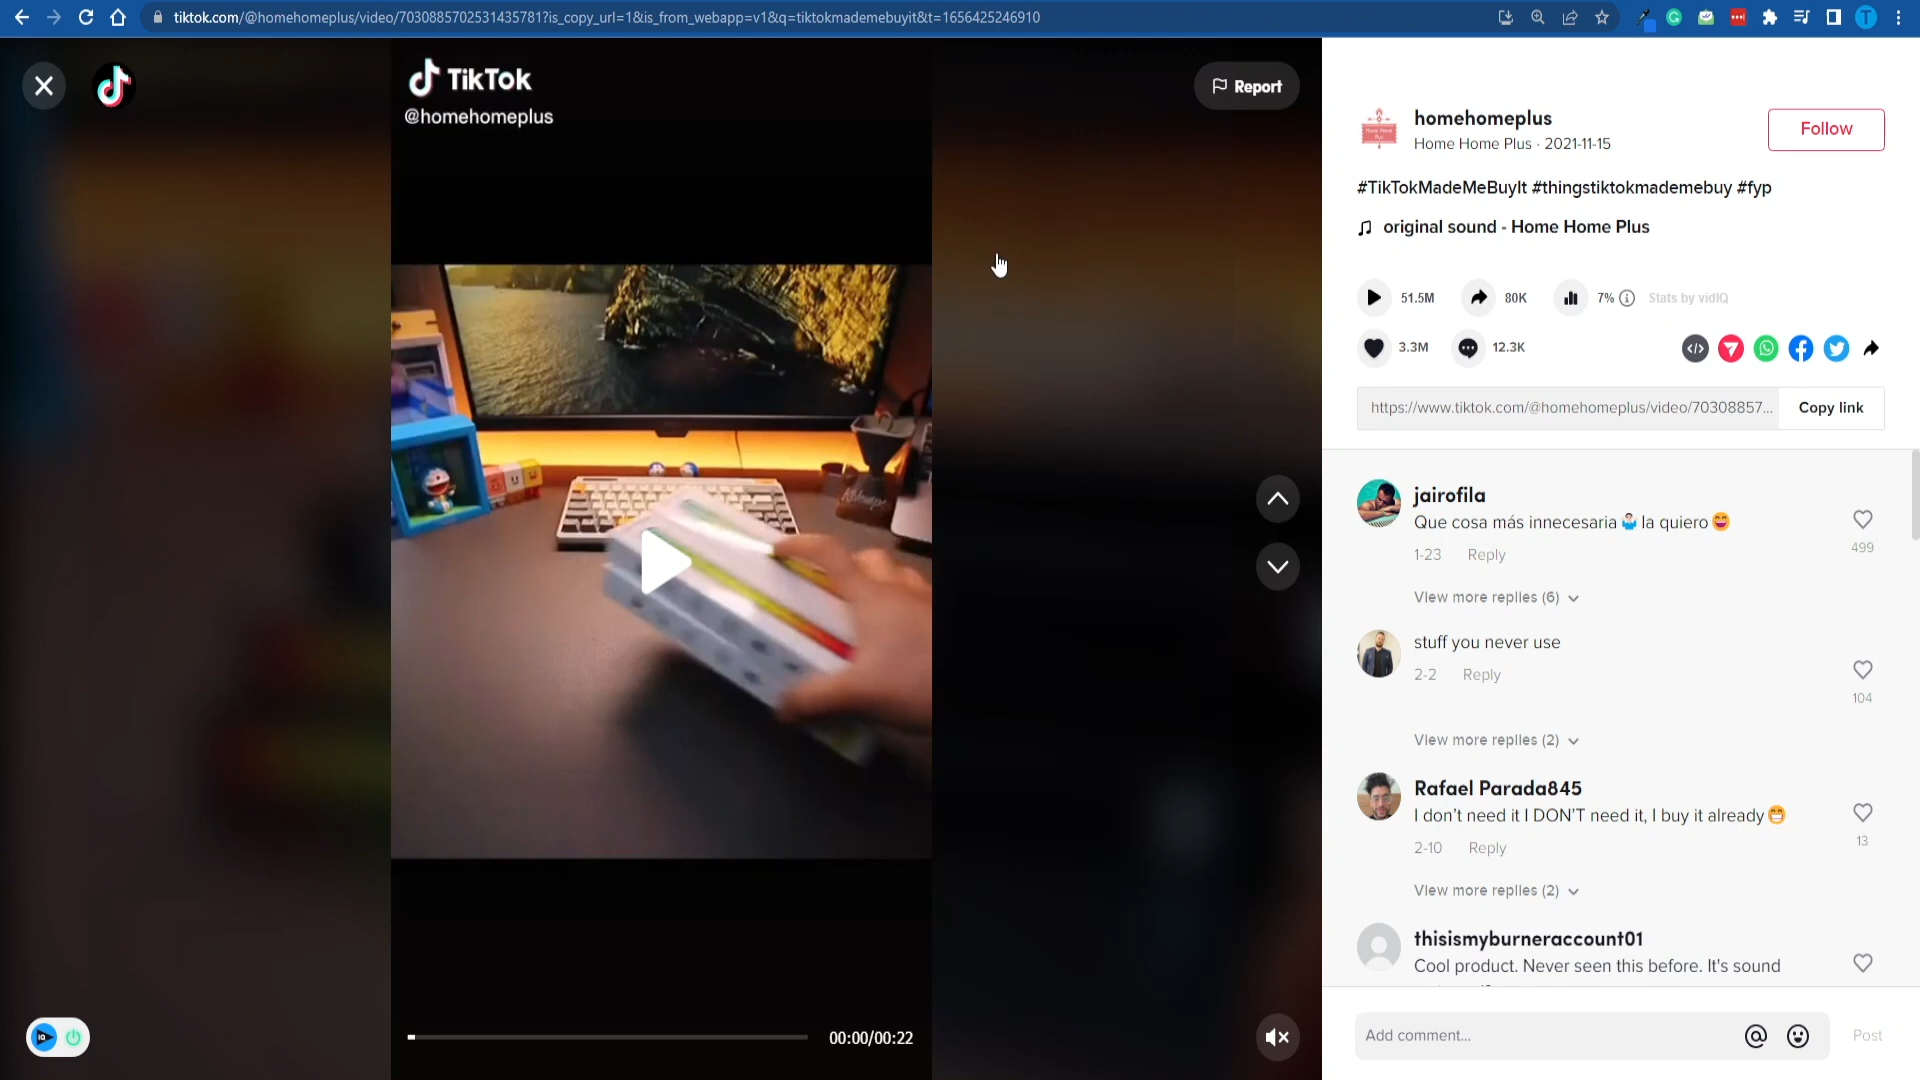 tiktok.com/@homehomeplus/video/7030885702531435781?is_copy_url=1&is_from_webapp=v1&q=tiktokmademebuyit&t=1656425246910
TikTok
@homehomeplus
Report
00:00/00:22
homehomeplus
Home Home Plus · 2021-11-15
Follow
#TikTokMadeMeBuyIt #thingstiktokmademebuy #fyp
original sound - Home Home Plus
51.5M 80K 7% Stats by vidIQ
3.3M 12.3K
https://www.tiktok.com/@homehomeplus/video/70308857... Copy link
jairofila
Que cosa más innecesaria 🤷‍♂️ la quiero 😄
499
1-23 Reply
View more replies (6)
stuff you never use
2-2 Reply
104
View more replies (2)
Rafael Parada845
I don't need it I DON'T need it, I buy it already 😁
13
2-10 Reply
View more replies (2)
thisismyburneraccount01
Cool product. Never seen this before. It's sound
Add comment... Post